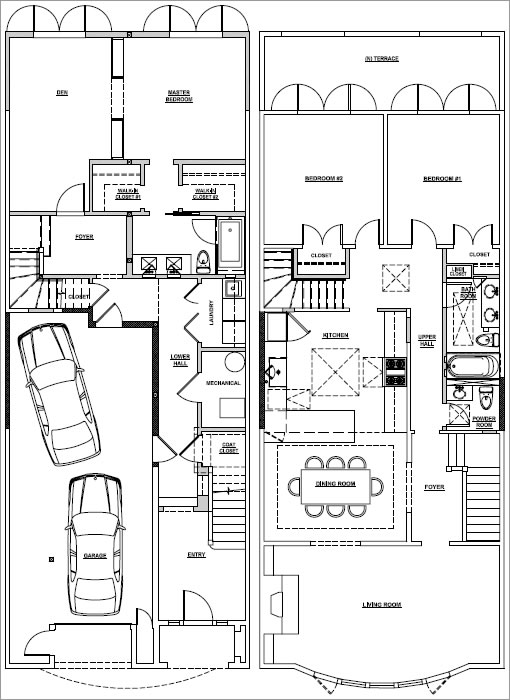 DEN
MASTER
BEDROOM
WALK-IN
CLOSET #1
WALK-IN
CLOSET #2
FOYER
CLOSET
LAUNDRY
LOWER
HALL
MECHANICAL
COAT
CLOSET
GARAGE
ENTRY
(N) TERRACE
BEDROOM #2
BEDROOM #1
CLOSET
CLOSET
LINEN
CLOSET
BATH
ROOM
KITCHEN
UPPER
HALL
POWDER
ROOM
DINING ROOM
FOYER
LIVING ROOM